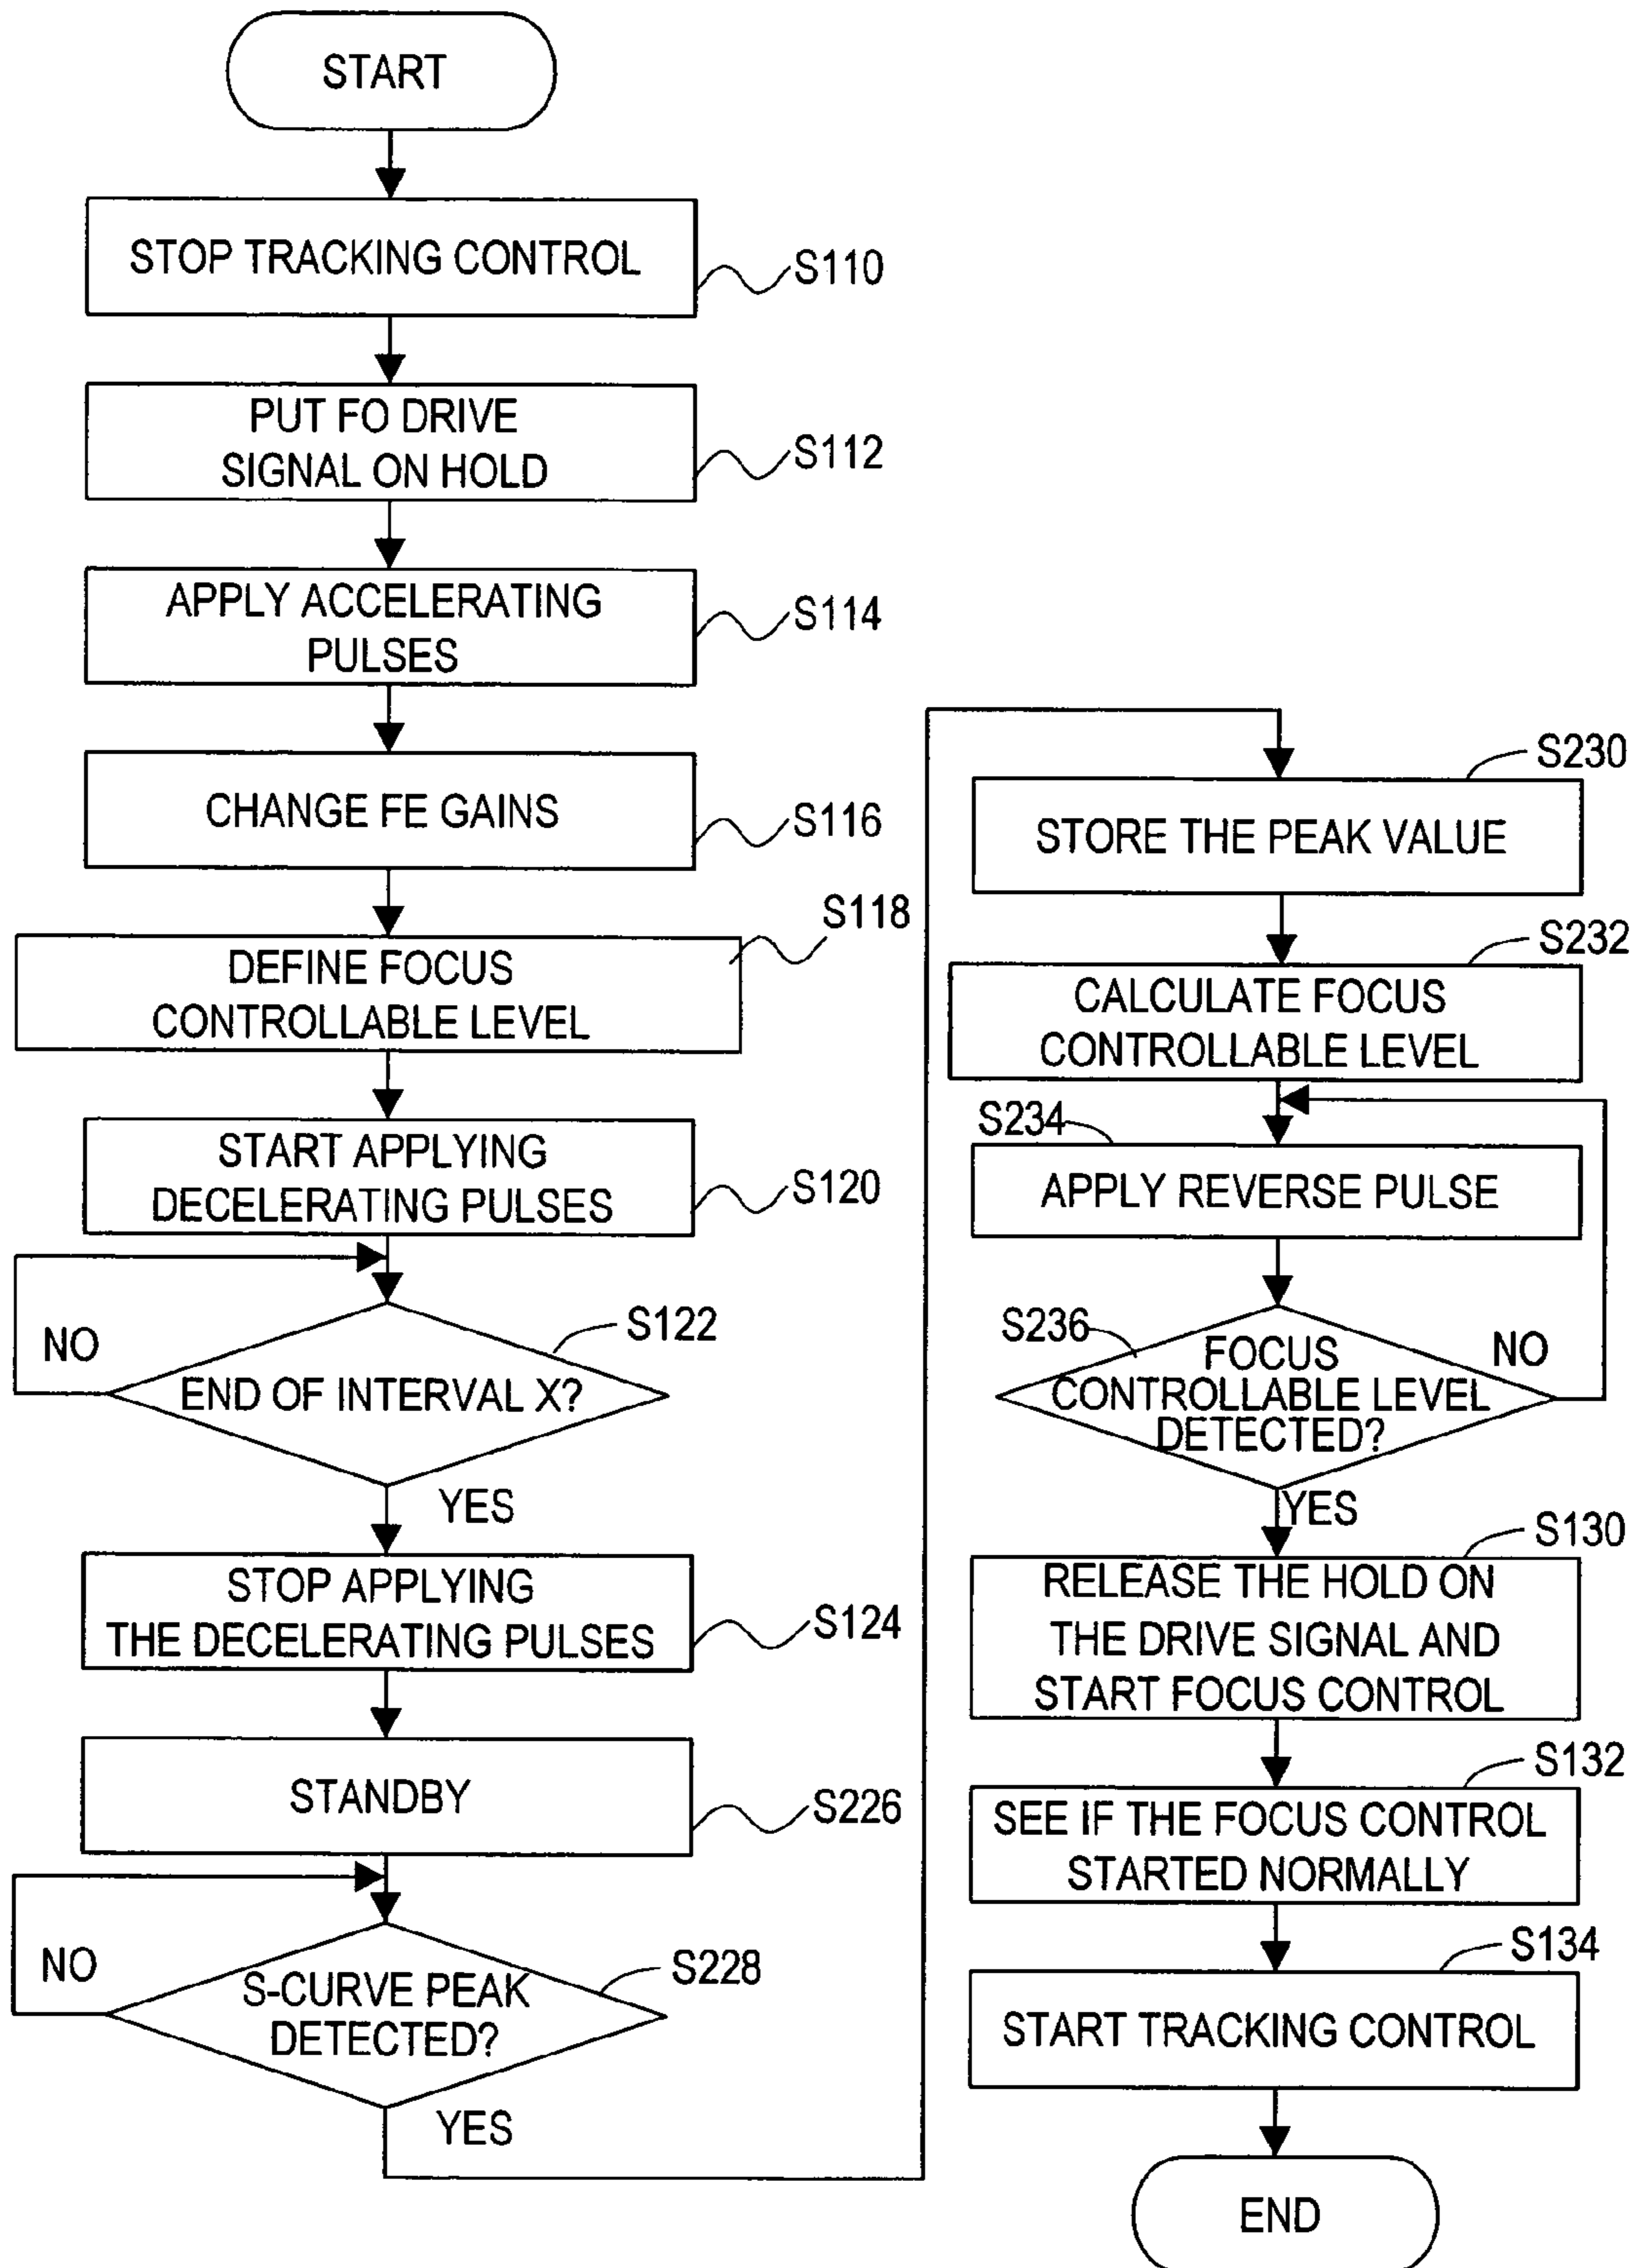 START
STOP TRACKING CONTROL
S110
PUT FO DRIVE
SIGNAL ON HOLD
S112
APPLY ACCELERATING
PULSES
S114
CHANGE FE GAINS
S116
DEFINE FOCUS
CONTROLLABLE LEVEL
S118
START APPLYING
DECELERATING PULSES
S120
END OF INTERVAL X?
S122
NO
YES
STOP APPLYING
THE DECELERATING PULSES
S124
STANDBY
S226
S-CURVE PEAK
DETECTED?
S228
NO
YES
S230
STORE THE PEAK VALUE
S232
CALCULATE FOCUS
CONTROLLABLE LEVEL
S234
APPLY REVERSE PULSE
S236
FOCUS
CONTROLLABLE LEVEL
DETECTED?
NO
YES
S130
RELEASE THE HOLD ON
THE DRIVE SIGNAL AND
START FOCUS CONTROL
S132
SEE IF THE FOCUS CONTROL
STARTED NORMALLY
S134
START TRACKING CONTROL
END